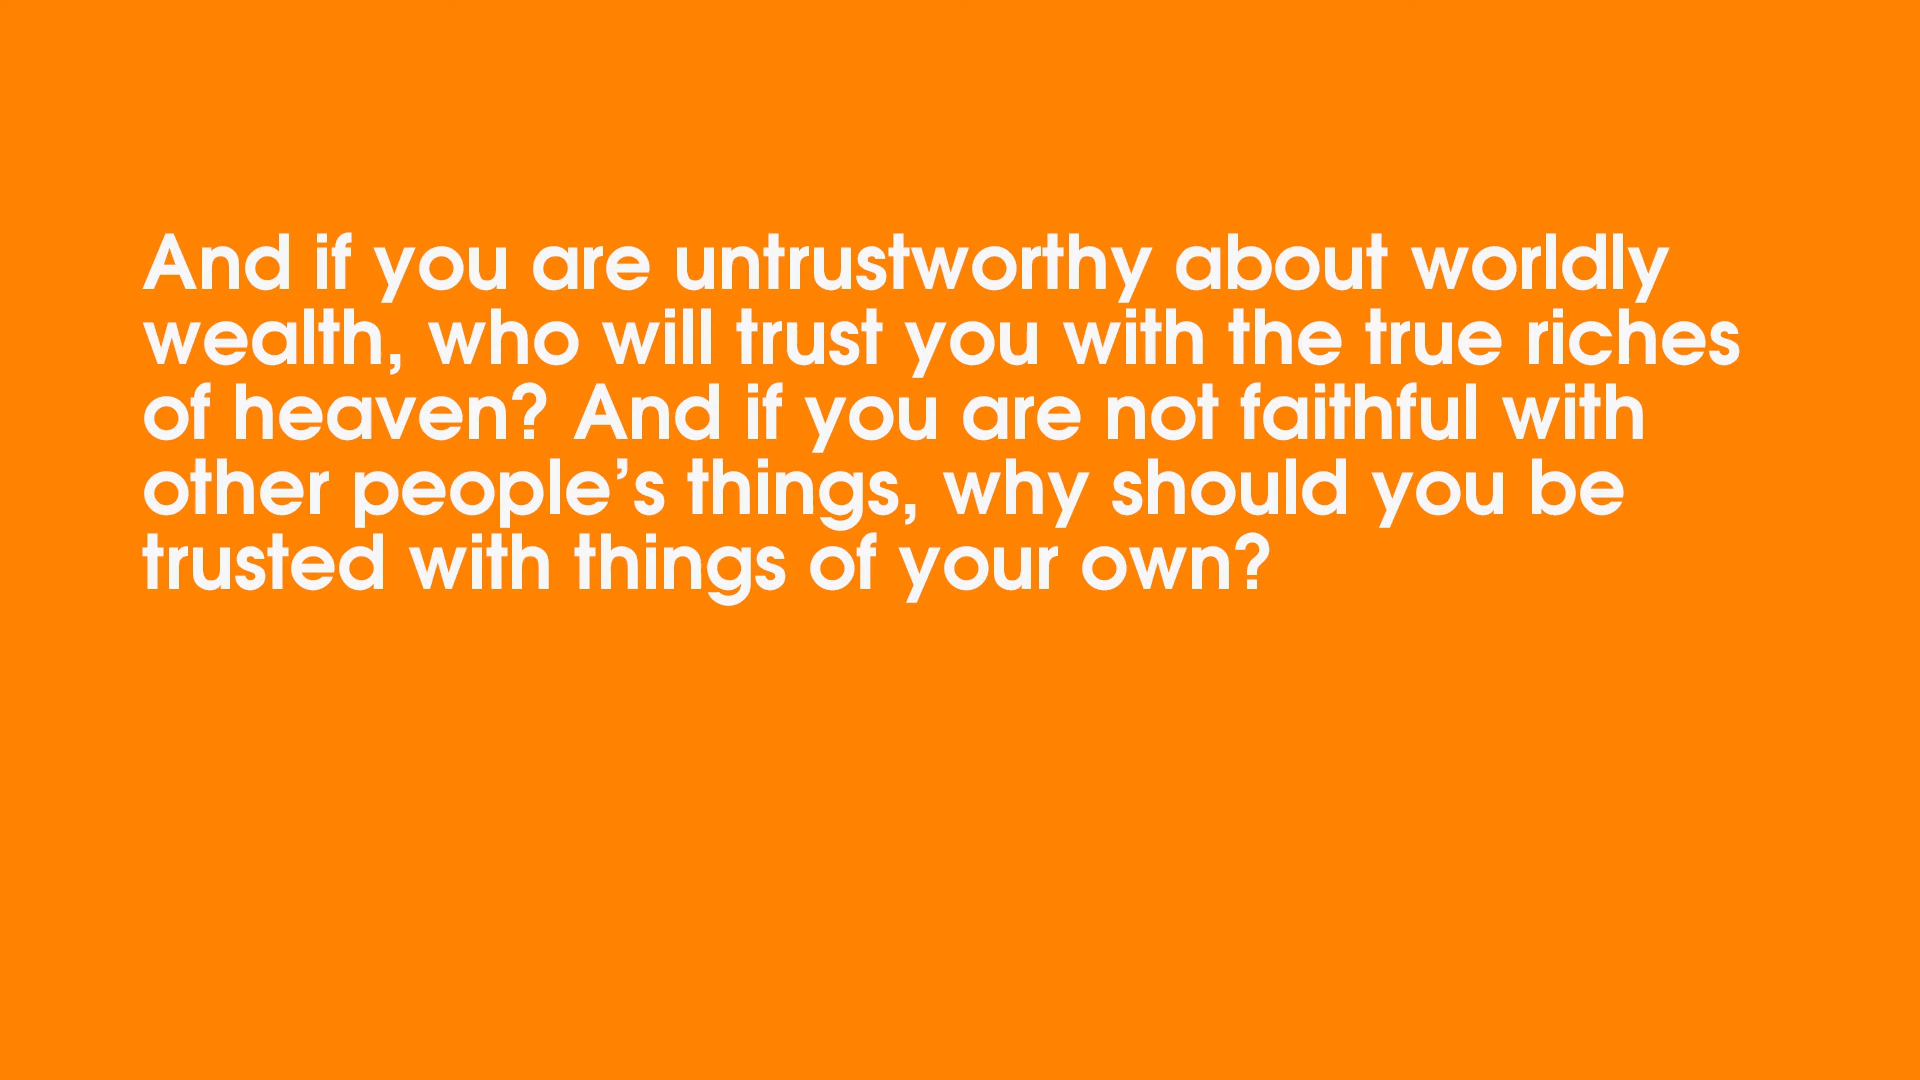 And if you are untrustworthy about worldly
wealth, who will trust you with the true riches
of heaven? And if you are not faithful with
other people’s things, why should you be
trusted with things of your own?